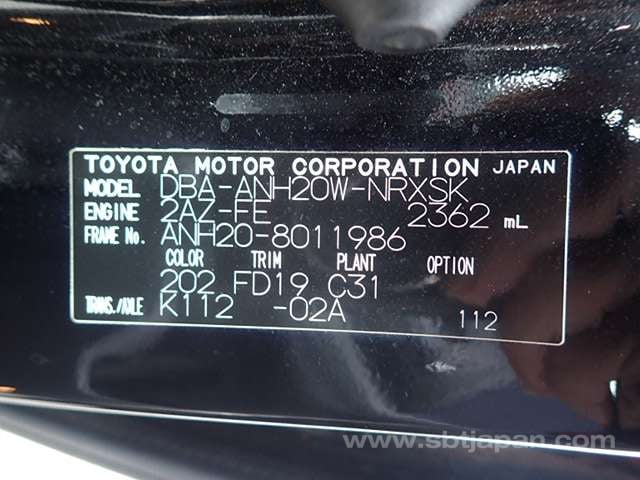 TOYOTA MOTOR CORPORATION JAPAN
MODEL DBA-ANH20W-NRXSK
ENGINE 2AZ-FE 2362 mL
FRAME No. ANH20-8011986
COLOR TRIM PLANT OPTION
202 FD19 C31
TRANS./AXLE K112 -02A 112
www.sbtjapan.com